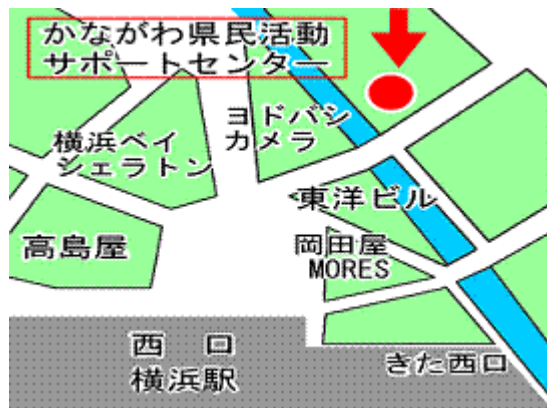 かながわ県民活動
サポートセンター
ヨドバシ
カメラ
横浜ベイ
シェラトン
東洋ビル
高島屋
岡田屋
MORES
西口
横浜駅
きた西口